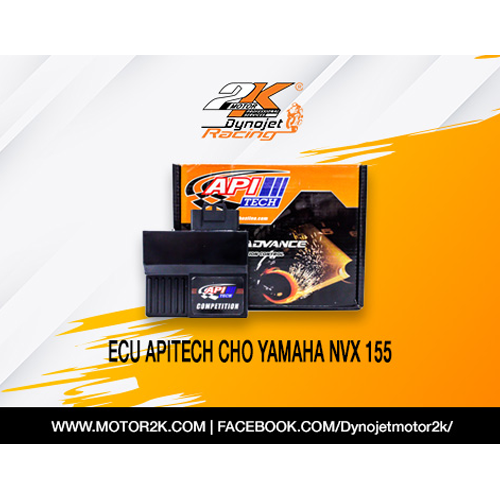 2K
MOTOR
Dynojet
Racing
API
TECH
ADVANCE
API
TECH
COMPETITION
ECU APITECH CHO YAMAHA NVX 155
WWW.MOTOR2K.COM | FACEBOOK.COM/Dynojetmotor2k/